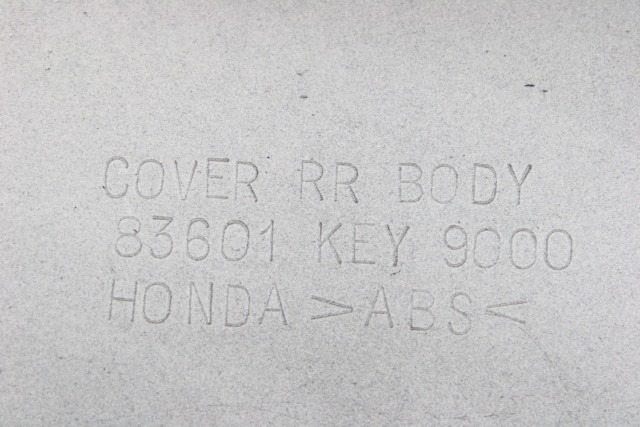 COVER RR BODY
83601 KEY 9000
HONDA >ABS<